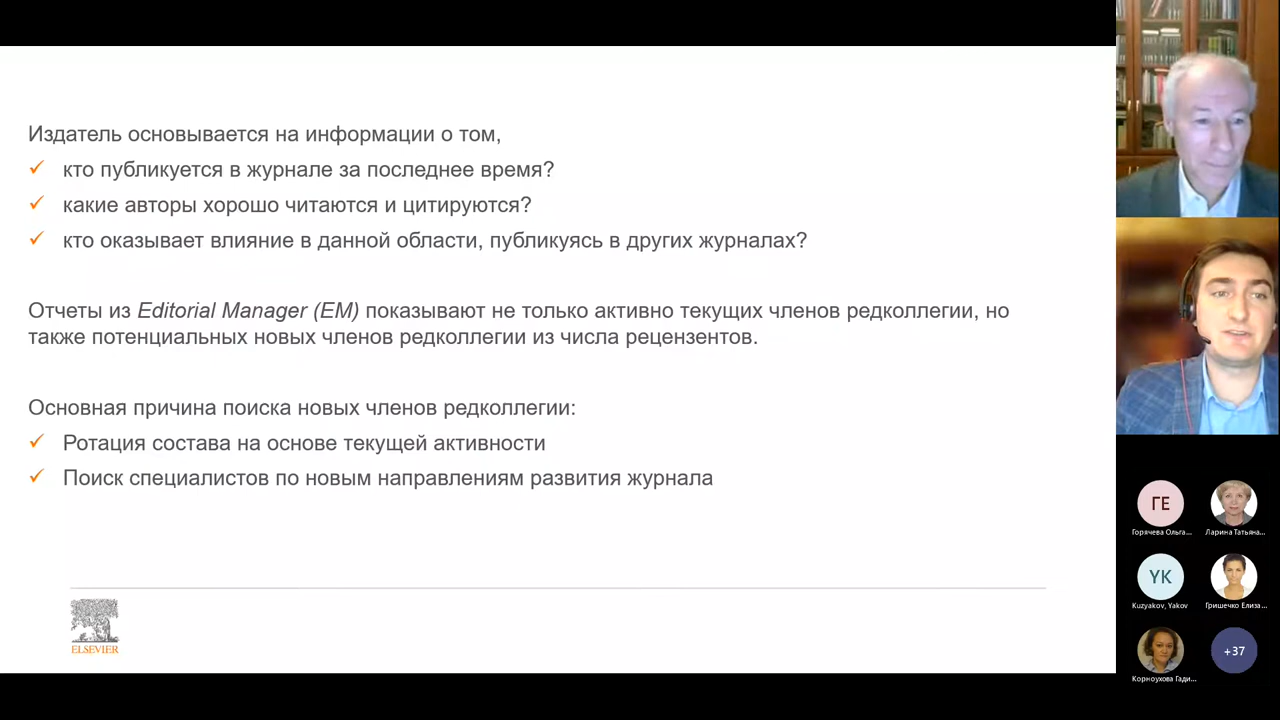 Издатель основывается на информации о том,
кто публикуется в журнале за последнее время?
какие авторы хорошо читаются и цитируются?
кто оказывает влияние в данной области, публикуясь в других журналах?
Отчеты из Editorial Manager (EM) показывают не только активно текущих членов редколлегии, но
также потенциальных новых членов редколлегии из числа рецензентов.
Основная причина поиска новых членов редколлегии:
Ротация состава на основе текущей активности
Поиск специалистов по новым направлениям развития журнала
ELSEVIER
ГЕ
Горячева Ольга...
Ларина Татьяна...
YK
Kuzyakov, Yakov
Гришечко Елиза...
Корноухова Гади...
+37